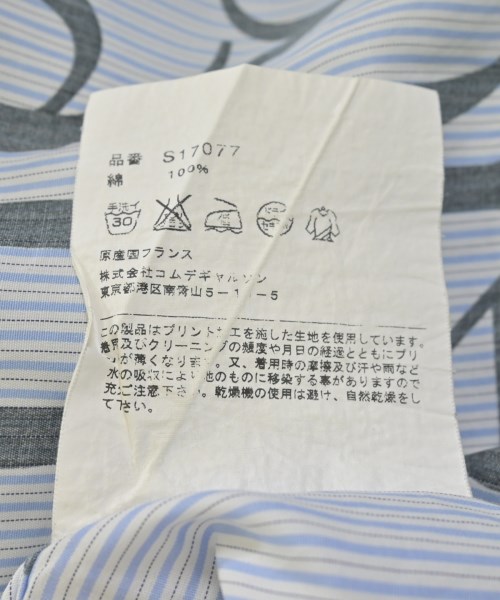 品番 S17077
綿 100%
手洗イ
30
原産国フランス
株式会社コムデギャルソン
東京都港区南青山5-1-5
この製品はプリント加工を施した生地を使用しています。
着用及びクリーニングの頻度や月日の経過とともにプリ
が薄くなります。又、着用時の摩擦及び汗や雨など
水の吸収により他のものに移染する事がありますので
充にご注意下さい。乾燥機の使用は避け、自然乾燥をし
て下さい。